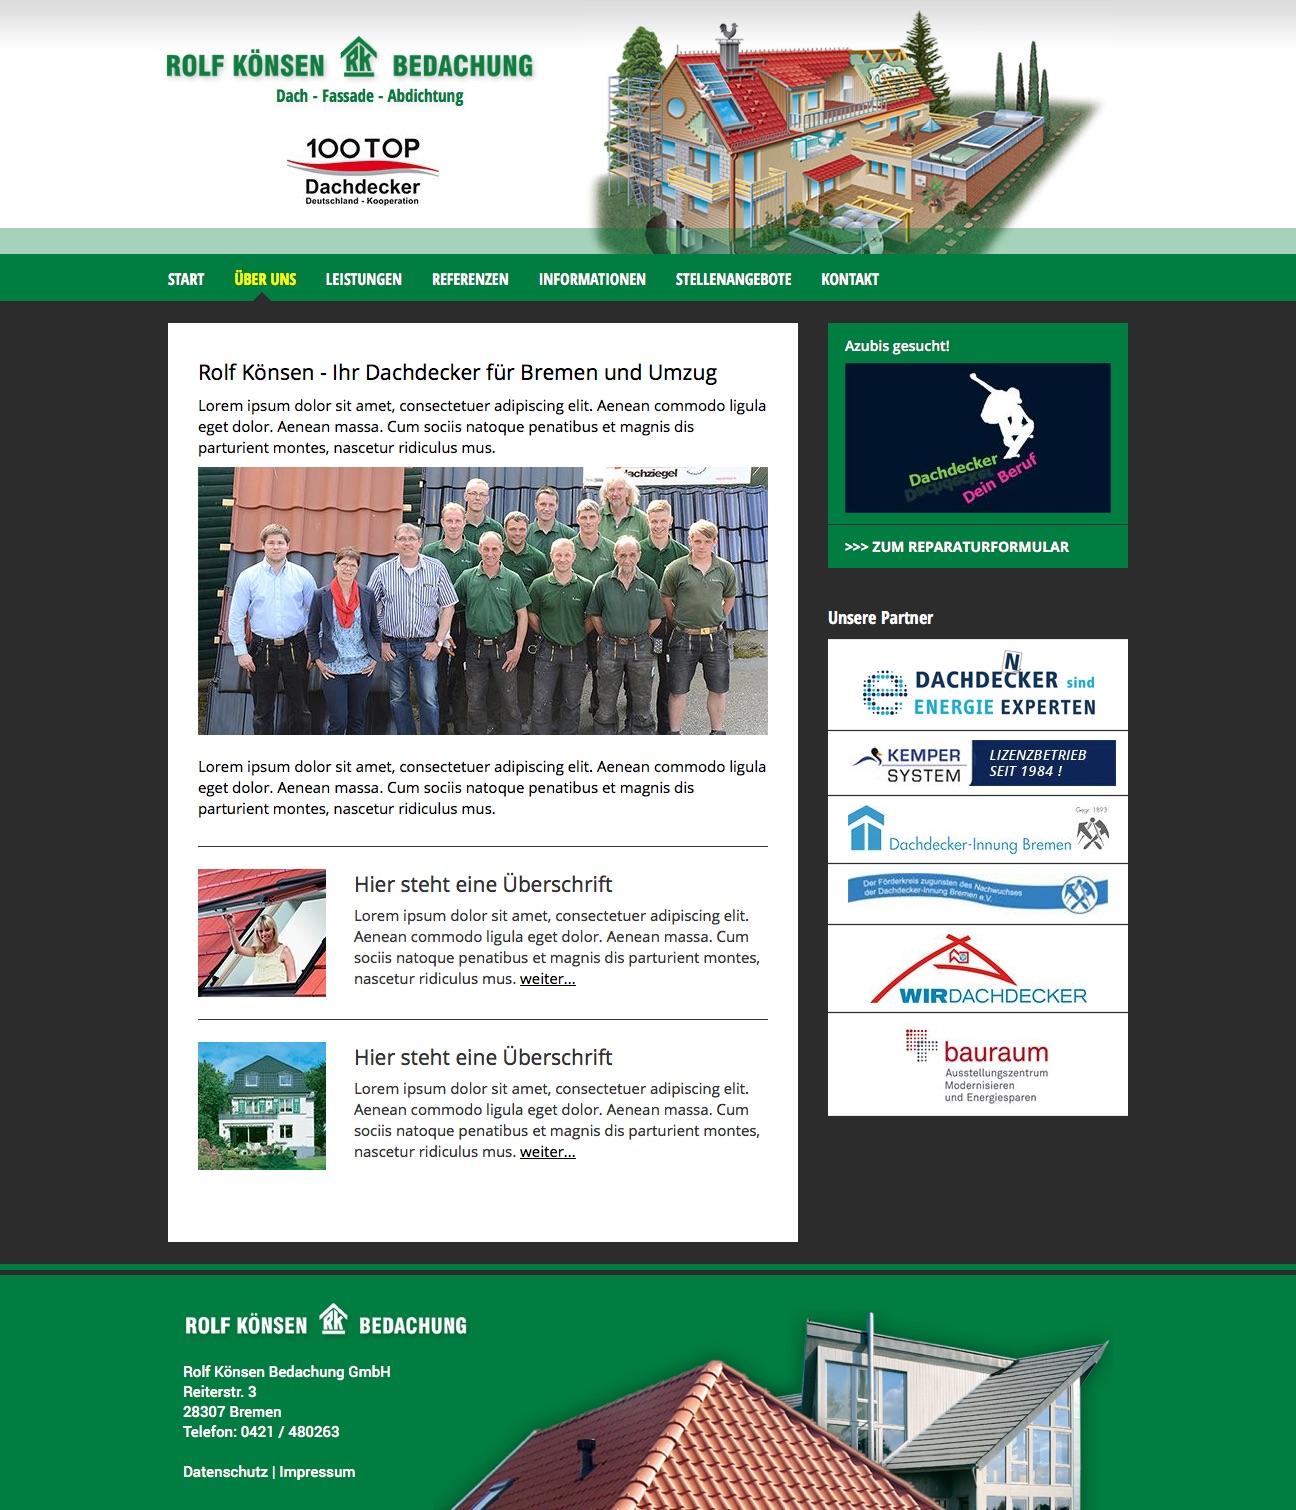 ROLF KÖNSEN RK BEDACHUNG
Dach - Fassade - Abdichtung
100 TOP
Dachdecker
Deutschland - Kooperation
START ÜBER UNS LEISTUNGEN REFERENZEN INFORMATIONEN STELLENANGEBOTE KONTAKT
Rolf Könsen - Ihr Dachdecker für Bremen und Umzug
Lorem ipsum dolor sit amet, consectetuer adipiscing elit. Aenean commodo ligula
eget dolor. Aenean massa. Cum sociis natoque penatibus et magnis dis
parturient montes, nascetur ridiculus mus.
dachziegel
Lorem ipsum dolor sit amet, consectetuer adipiscing elit. Aenean commodo ligula
eget dolor. Aenean massa. Cum sociis natoque penatibus et magnis dis
parturient montes, nascetur ridiculus mus.
Hier steht eine Überschrift
Lorem ipsum dolor sit amet, consectetuer adipiscing elit.
Aenean commodo ligula eget dolor. Aenean massa. Cum
sociis natoque penatibus et magnis dis parturient montes,
nascetur ridiculus mus. weiter...
Hier steht eine Überschrift
Lorem ipsum dolor sit amet, consectetuer adipiscing elit.
Aenean commodo ligula eget dolor. Aenean massa. Cum
sociis natoque penatibus et magnis dis parturient montes,
nascetur ridiculus mus. weiter...
Azubis gesucht!
Dachdecker
Dein Beruf
>>> ZUM REPARATURFORMULAR
Unsere Partner
N
e DACHDECKER sind
ENERGIE EXPERTEN
KEMPER
SYSTEM
LIZENZBETRIEB
SEIT 1984 !
Gegr. 1893
Dachdecker-Innung Bremen
Der Förderkreis zugunsten des Nachwuchses
der Dachdecker-Innung Bremen e.V.
WIRDACHDECKER
bauraum
Ausstellungszentrum
Modernisieren
und Energiesparen
ROLF KÖNSEN RK BEDACHUNG
Rolf Könsen Bedachung GmbH
Reiterstr. 3
28307 Bremen
Telefon: 0421 / 480263
Datenschutz | Impressum